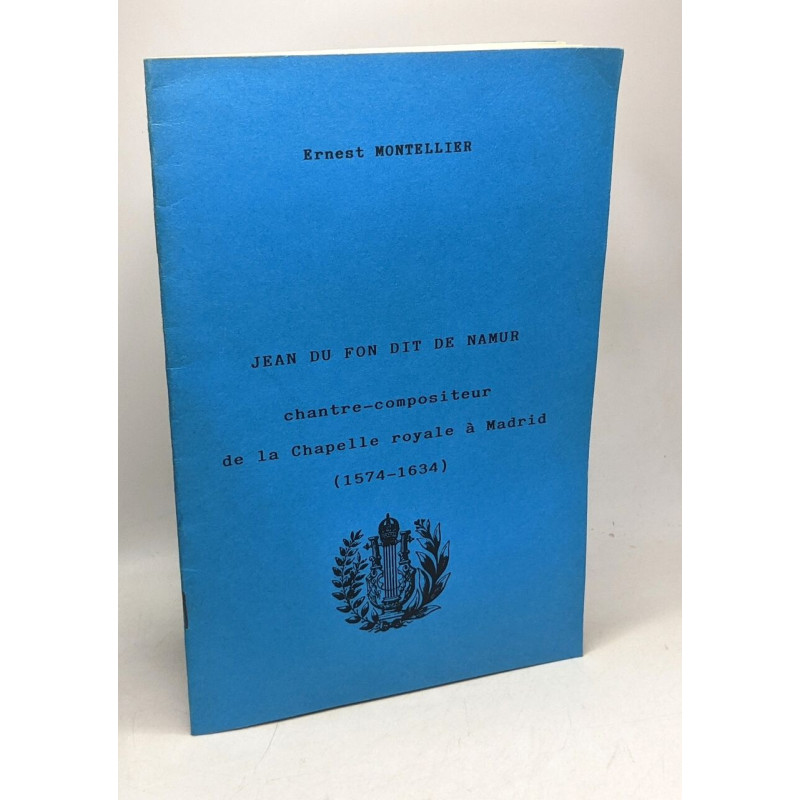 Ernest MONTELLIER
JEAN DU FON DIT DE NAMUR
chantre-compositeur
de la Chapelle royale à Madrid
(1574-1634)